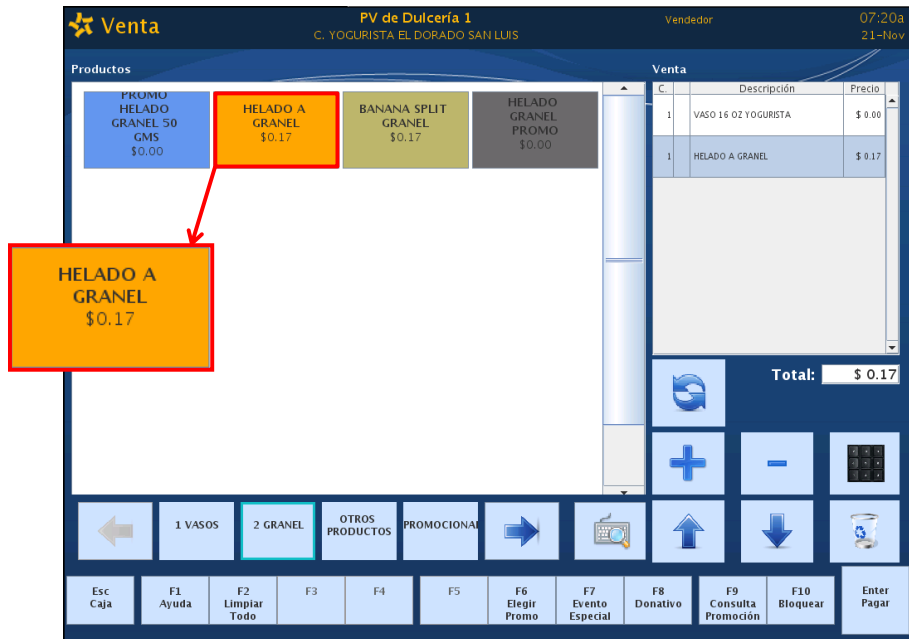 Venta
PV de Dulcería 1
C. YOGURISTA EL DORADO SAN LUIS
Vendedor
07:20a
21-Nov
Productos
PROMO
HELADO
GRANEL 50
GMS
$0.00
HELADO A
GRANEL
$0.17
BANANA SPLIT
GRANEL
$0.17
HELADO
GRANEL
PROMO
$0.00
HELADO A
GRANEL
$0.17
Venta
C. Descripción Precio
1 VASO 16 OZ YOGURISTA $ 0.00
1 HELADO A GRANEL $ 0.17
Total: $ 0.17
1 VASOS
2 GRANEL
OTROS
PRODUCTOS
PROMOCIONA
Esc
Caja
F1
Ayuda
F2
Limpiar
Todo
F3
F4
F5
F6
Elegir
Promo
F7
Evento
Especial
F8
Donativo
F9
Consulta
Promoción
F10
Bloquear
Enter
Pagar